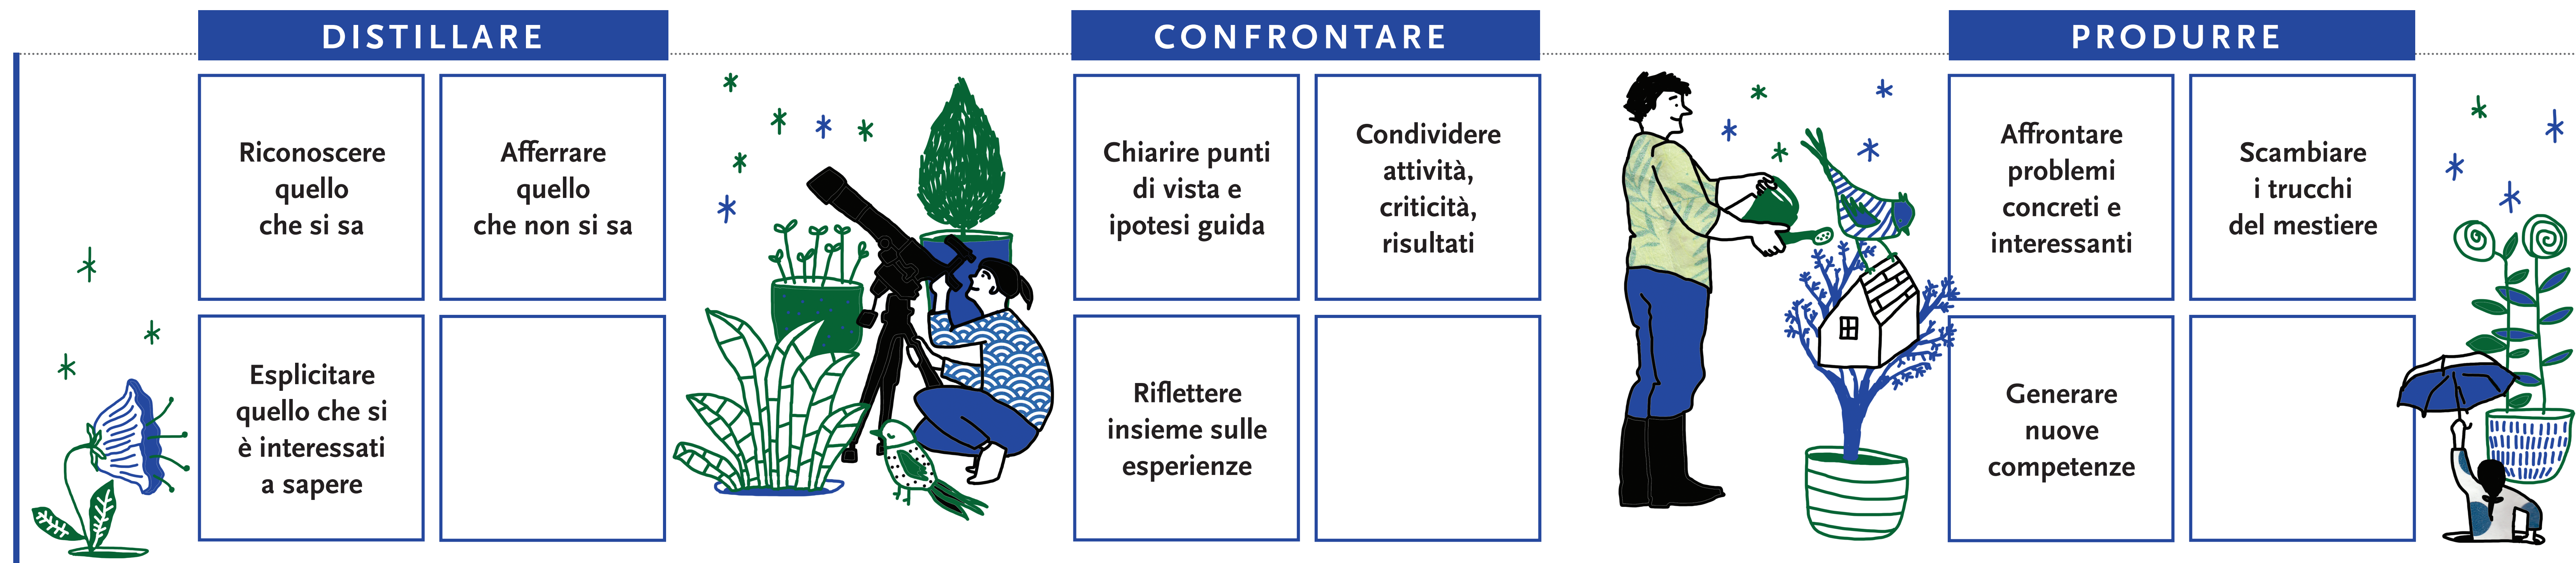 DISTILLARE
Riconoscere
quello
che si sa
Afferrare
quello
che non si sa
Esplicitare
quello che si
è interessati
a sapere
CONFRONTARE
Chiarire punti
di vista e
ipotesi guida
Condividere
attività,
criticità,
risultati
Riflettere
insieme sulle
esperienze
PRODURRE
Affrontare
problemi
concreti e
interessanti
Scambiare
i trucchi
del mestiere
Generare
nuove
competenze